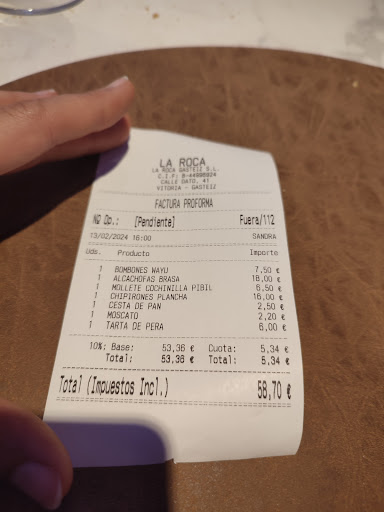 LA ROCA
LA ROCA GASTEIZ S.L.
C.I.F: B-44996924
CALLE DATO, 41
VITORIA - GASTEIZ
FACTURA PROFORMA
Nº Op.: [Pendiente] Fuera/112
13/02/2024 16:00 SANDRA
Uds. Producto Importe
1 BOMBONES WAYU 7,50 €
1 ALCACHOFAS BRASA 18,00 €
1 MOLLETE COCHINILLA PIBIL 6,50 €
1 CHIPIRONES PLANCHA 16,00 €
1 CESTA DE PAN 2,50 €
1 MOSCATO 2,20 €
1 TARTA DE PERA 6,00 €
10%: Base: 53,36 € Cuota: 5,34 €
Total: 53,36 € Total: 5,34 €
Total (Impuestos Incl.) 58,70 €